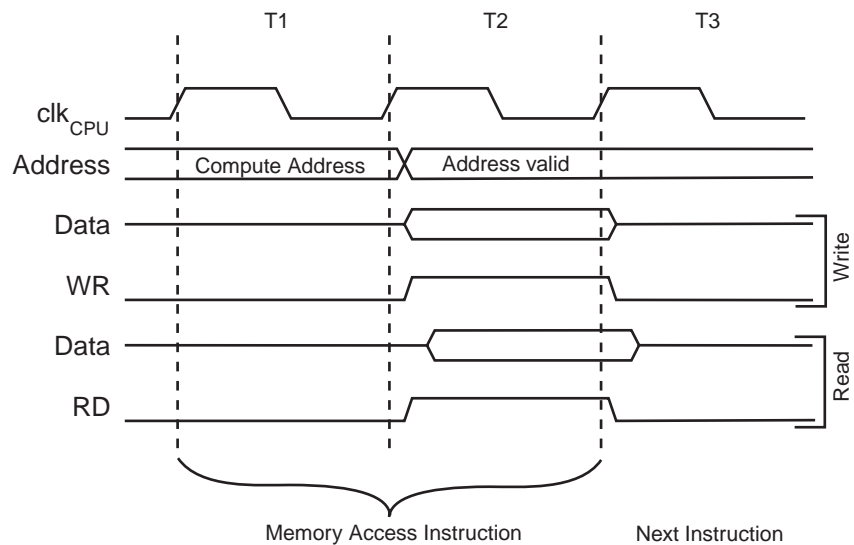 T1 T2 T3
clkCPU
Address Compute Address Address valid
Data
WR
Write
Data
RD
Read
Memory Access Instruction Next Instruction